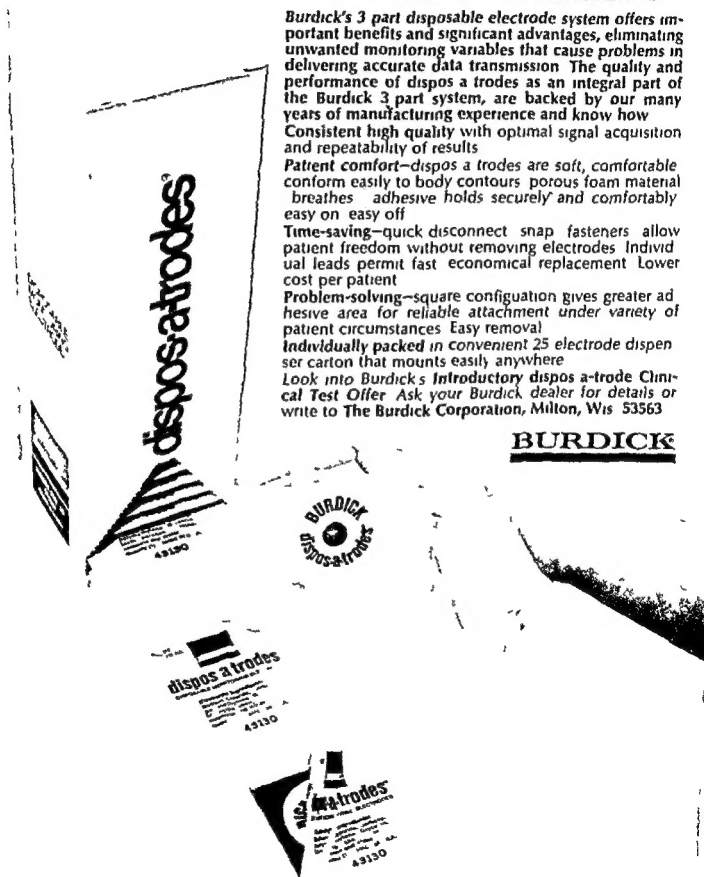 Burdick's 3 part disposable electrode system offers im-
portant benefits and significant advantages, eliminating
unwanted monitoring variables that cause problems in
delivering accurate data transmission The quality and
performance of dispos a trodes as an integral part of
the Burdick 3 part system, are backed by our many
years of manufacturing experience and know how
Consistent high quality with optimal signal acquisition
and repeatability of results
Patient comfort—dispos a trodes are soft, comfortable
conform easily to body contours porous foam material
breathes adhesive holds securely and comfortably
easy on easy off
Time-saving—quick disconnect snap fasteners allow
patient freedom without removing electrodes Individ
ual leads permit fast economical replacement Lower
cost per patient
Problem-solving—square configuation gives greater ad
hesive area for reliable attachment under variety of
patient circumstances Easy removal
Individually packed in convenient 25 electrode dispen
ser carton that mounts easily anywhere
Look into Burdick s Introductory dispos a-trode Clini-
cal Test Offer Ask your Burdick dealer for details or
write to The Burdick Corporation, Milton, Wis 53563
BURDICK
dispos-a-trodes
43130
BURDICK
dispos-a-trodes
dispos a trodes
43130
a-trodes
43130